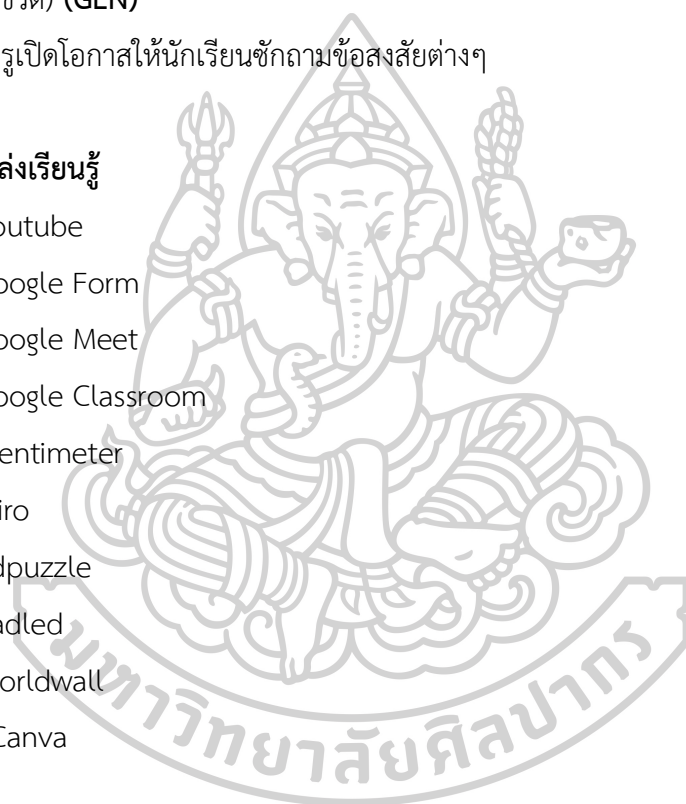 (GEN)
รูเปิดโอกาสให้นักเรียนซักถามข้อสงสัยต่างๆ
ล่งเรียนรู้
outube
oogle Form
oogle Meet
oogle Classroom
entimeter
iro
dpuzzle
adled
orldwall
Canva
มหาวิทยาลัยศิลปากร